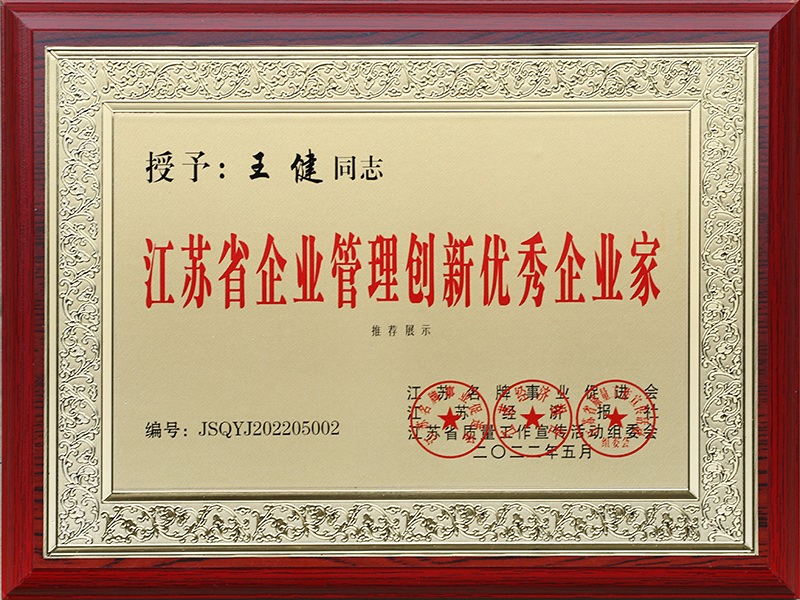 授予：王健同志
江苏省企业管理创新优秀企业家
推荐展示
江苏名牌事业促进会
江苏经济报社
编号：JSQYJ202205002
江苏省质量工作宣传活动组委会
二〇二二年五月
组委会